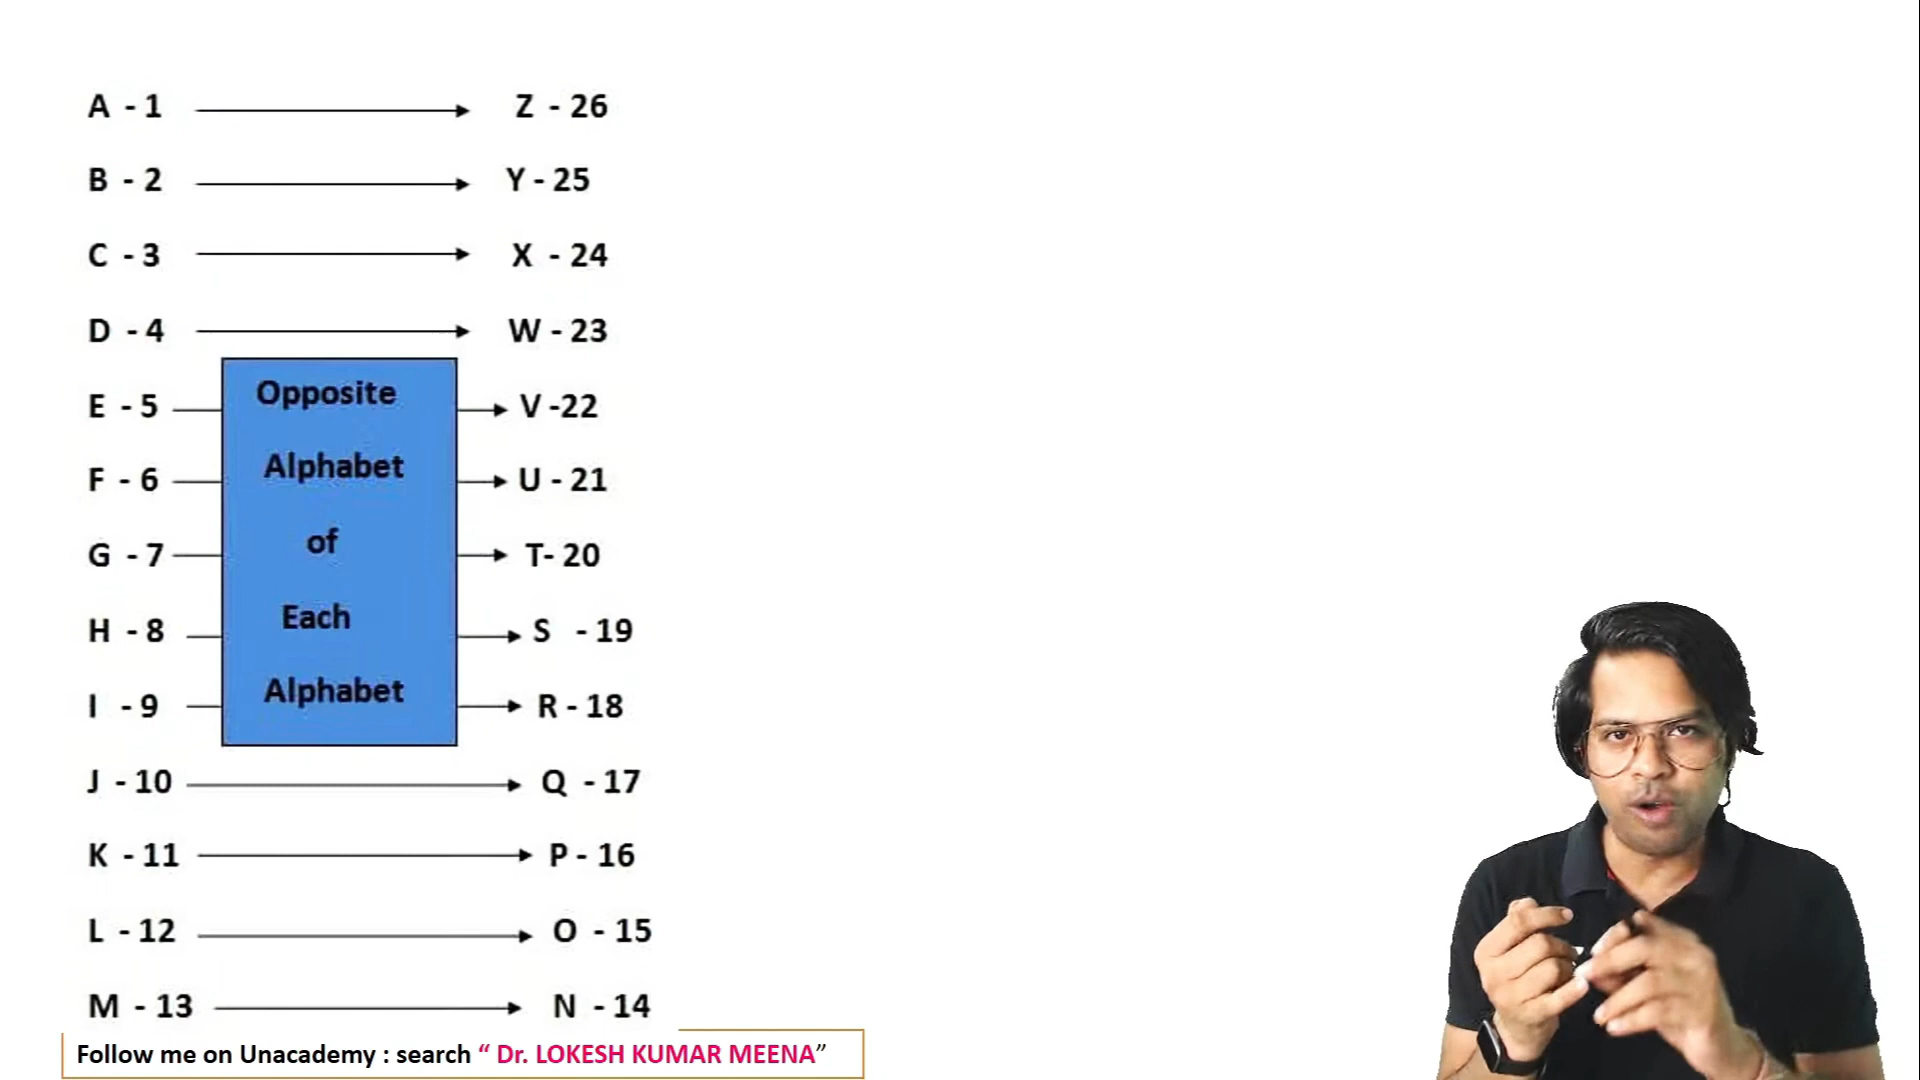 A - 1 Z - 26
B - 2 Y - 25
C - 3 X - 24
D - 4 W - 23
E - 5 V -22
F - 6 U - 21
G - 7 T- 20
H - 8 S - 19
I - 9 R - 18
J - 10 Q - 17
K - 11 P - 16
L - 12 O - 15
M - 13 N - 14
Opposite
Alphabet
of
Each
Alphabet
Follow me on Unacademy : search “ Dr. LOKESH KUMAR MEENA”